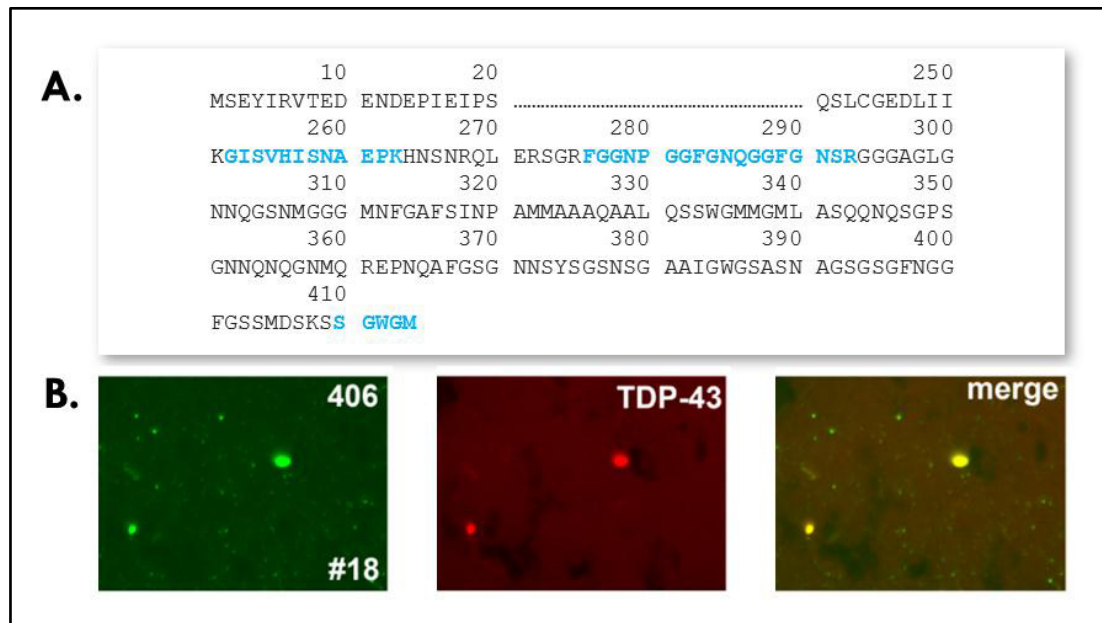 A.
10 20 250
MSEYIRVTED ENDEPIEIPS ........................................................ QSLCGEDLII
260 270 280 290 300
KGISVHISNA EPKHNSNRQL ERSGRFGGNP GGFGNQGGFG NSRGGGAGLG
310 320 330 340 350
NNQGSNMGGG MNFGAFSINP AMMAAAQAAL QSSWGMMGML ASQQNQSGPS
360 370 380 390 400
GNNQNQGNMQ REPNQAFGSG NNSYSGSNSG AAIGWGSASN AGSGSGFNGG
410
FGSSMDSKSS GWGM
B.
406 TDP-43 merge
#18